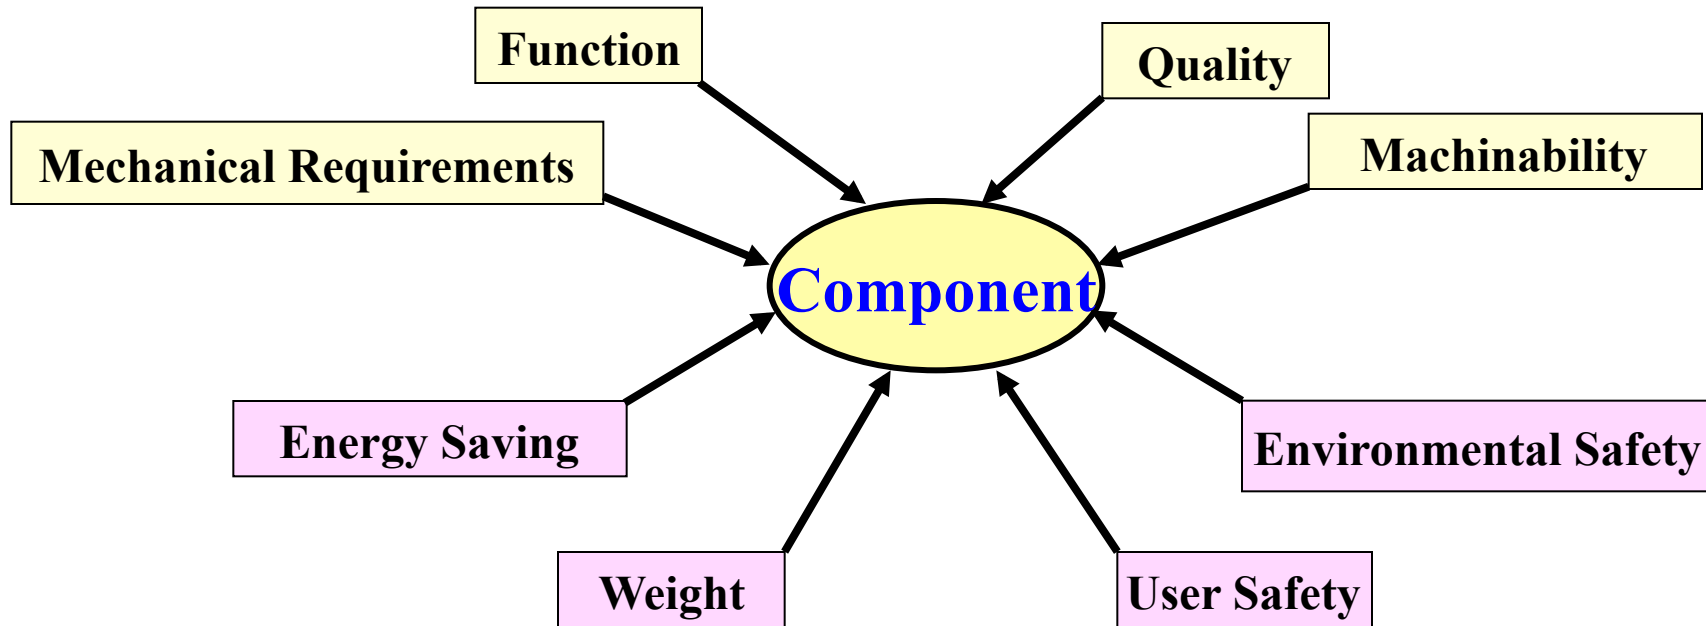 Function
Quality
Mechanical Requirements
Machinability
Component
Energy Saving
Environmental Safety
Weight
User Safety